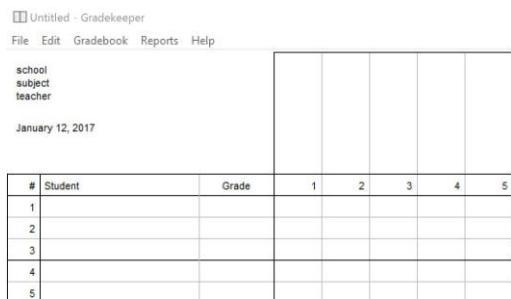 Untitled - Gradekeeper
File Edit Gradebook Reports Help
school
subject
teacher
January 12, 2017
# Student Grade 1 2 3 4 5
1
2
3
4
5